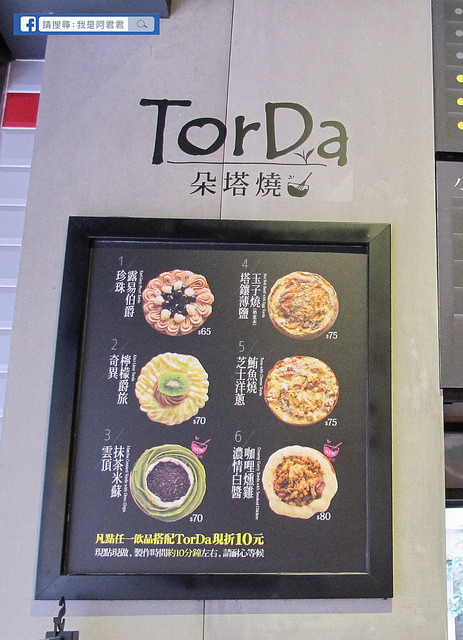 請搜尋：我是阿君君
TorDa
朵塔燒
1
露易伯爵
珍珠
$65
2
檸檬爵旅
奇異
$70
3
抹茶米蘇
雲頂
$70
4
玉子燒
塔鑲薄鹽
$75
5
鮪魚燒
芝士洋蔥
$75
6
咖哩燻雞
濃情白醬
$80
凡點任一飲品搭配TorDa現折10元
現點現做，製作時間約10分鐘左右，請耐心等候